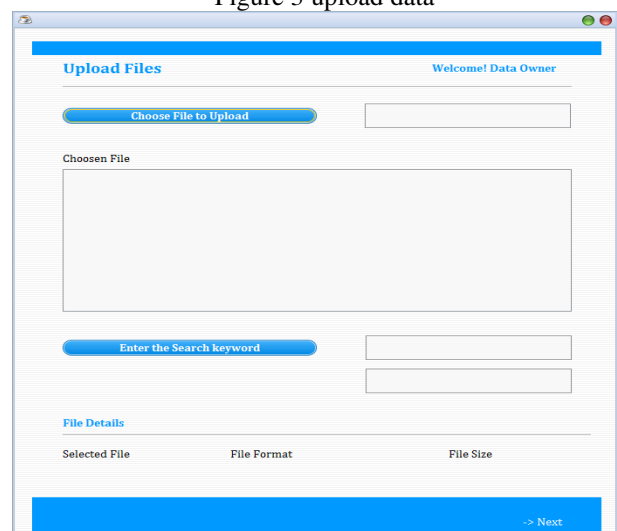 Figure 5 upload data
Upload Files Welcome! Data Owner
Choose File to Upload
Choosen File
Enter the Search keyword
File Details
Selected File File Format File Size
-> Next